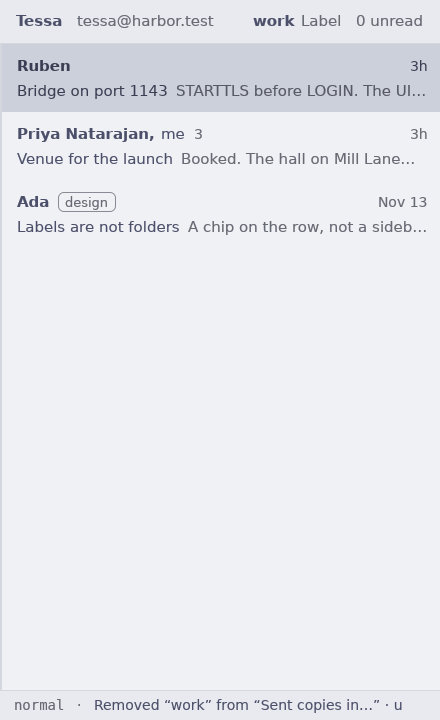 Tessa tessa@harbor.test work Label 0 unread
Ruben 3h
Bridge on port 1143 STARTTLS before LOGIN. The UI…
Priya Natarajan, me 3 3h
Venue for the launch Booked. The hall on Mill Lane…
Ada design Nov 13
Labels are not folders A chip on the row, not a sideb…
normal · Removed “work” from “Sent copies in…” · u